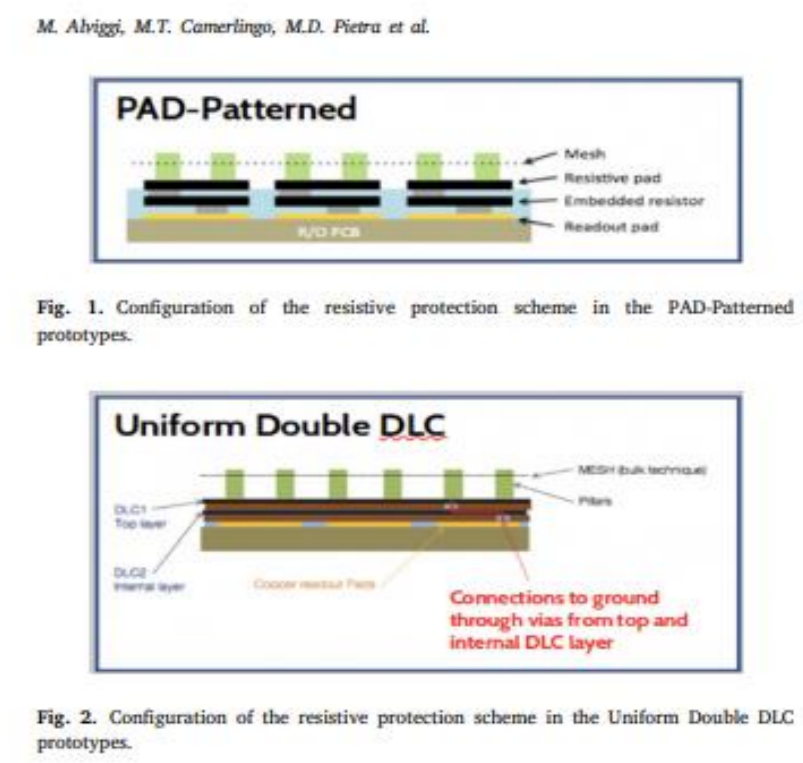 M. Alviggi, M.T. Camerlingo, M.D. Pietra et al.
PAD-Patterned
Mesh
Resistive pad
Embedded resistor
Readout pad
R/O PCB
Fig. 1. Configuration of the resistive protection scheme in the PAD-Patterned
prototypes.
Uniform Double DLC
MESH (bulk technique)
Pillars
DLC1
Top layer
DLC2
Internal layer
Copper readout Pads
Connections to ground
through vias from top and
internal DLC layer
Fig. 2. Configuration of the resistive protection scheme in the Uniform Double DLC
prototypes.